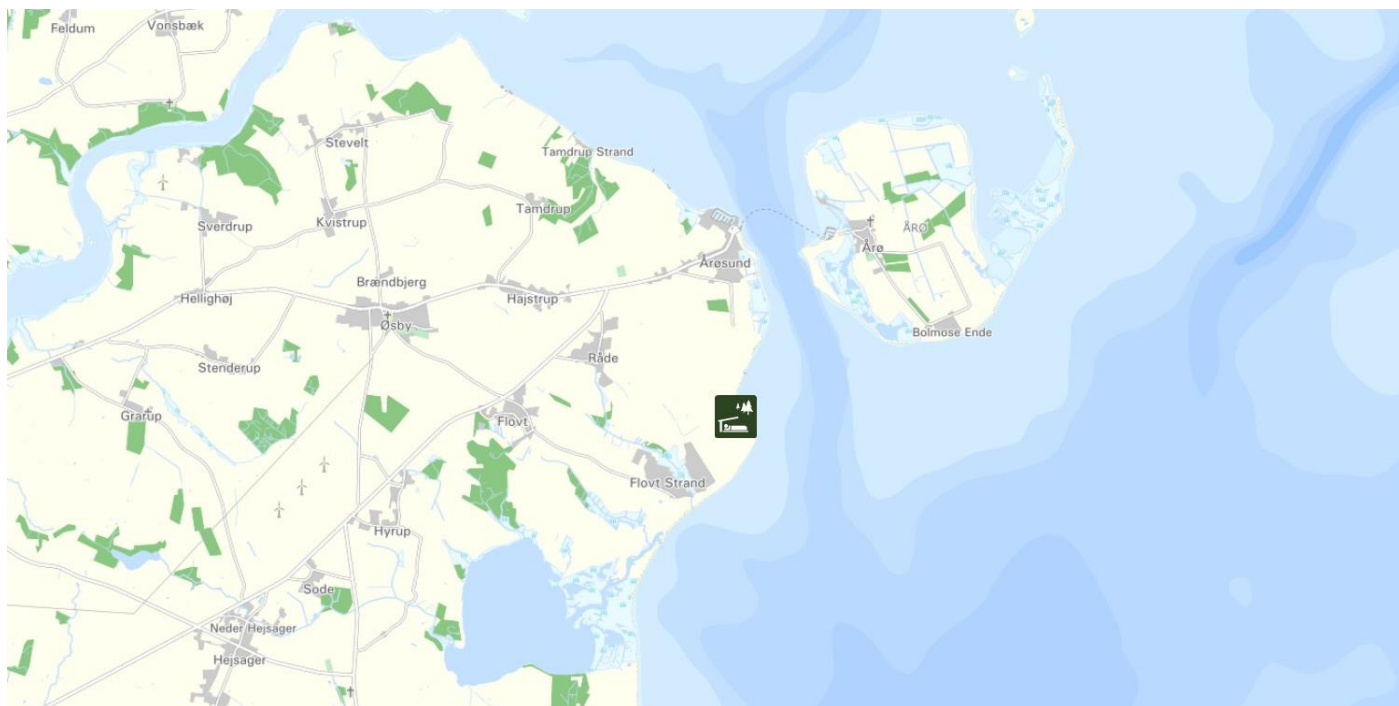 Feldum
Vonsbæk
Stevelt
Tamdrup Strand
Tamdrup
Kvistrup
Sverdrup
ÅRØ
Årø
Årøsund
Brændbjerg
Hajstrup
Hellighøj
Øsby
Bolmose Ende
Råde
Stenderup
Grarup
Flovt
Flovt Strand
Hyrup
Sode
Neder Hejsager
Hejsager